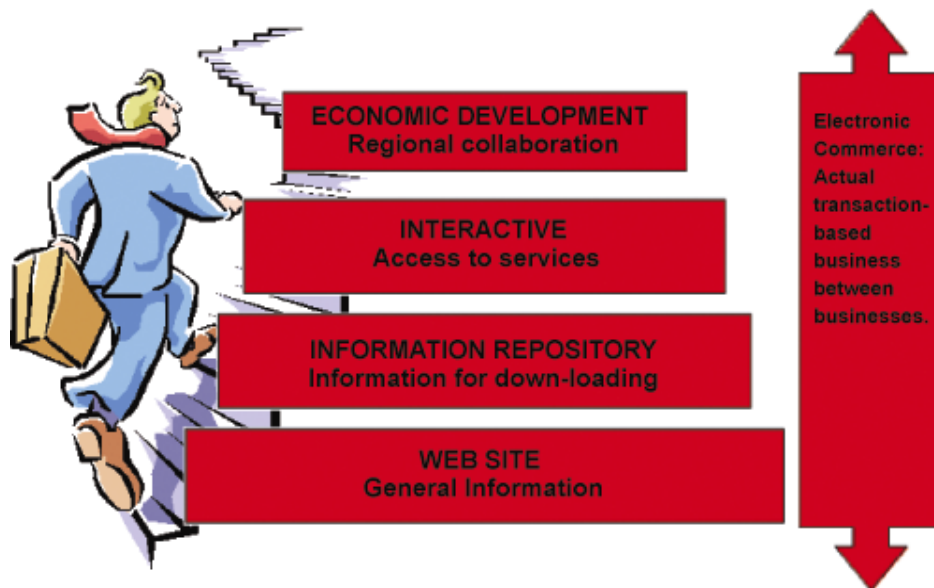 ECONOMIC DEVELOPMENT
Regional collaboration
INTERACTIVE
Access to services
INFORMATION REPOSITORY
Information for down-loading
WEB SITE
General Information
Electronic
Commerce:
Actual
transaction-
based
business
between
businesses.